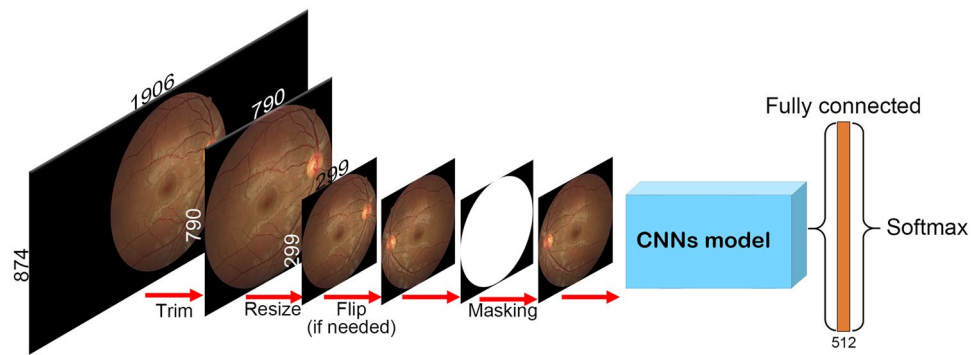 1906
874
790
790
299
299
Trim
Resize
Flip
(if needed)
Masking
CNNs model
Fully connected
512
Softmax